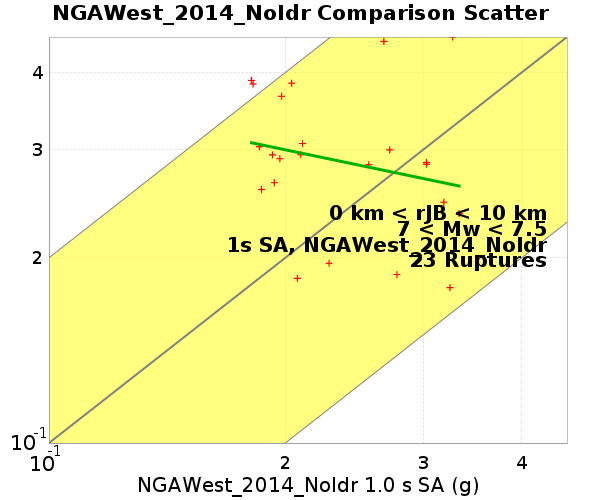 NGAWest_2014_NoIdr Comparison Scatter
4
3
2
10-1
0 km < rJB < 10 km
7 < Mw < 7.5
1s SA, NGAWest_2014_NoIdr
23 Ruptures
10-1
2
3
4
NGAWest_2014_NoIdr 1.0 s SA (g)